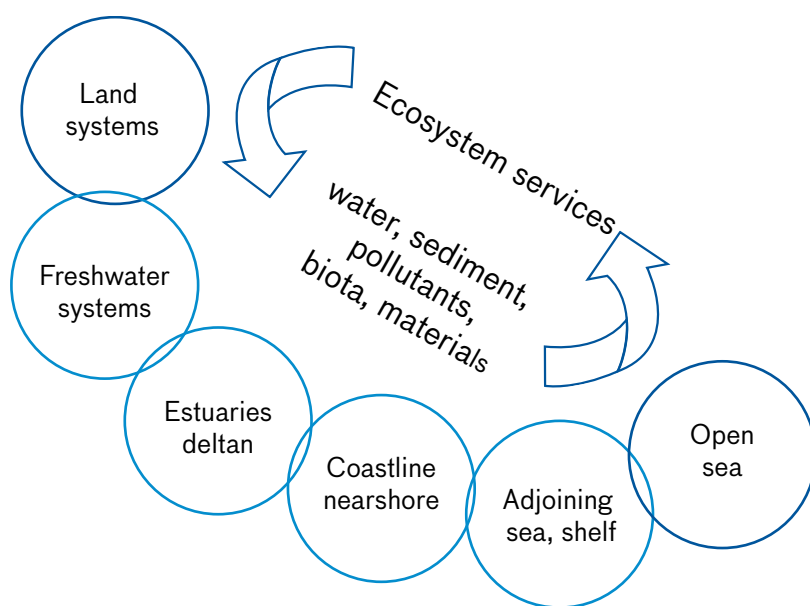 Land
systems
Ecosystem services
water, sediment,
pollutants,
biota, materials
Freshwater
systems
Estuaries
deltan
Coastline
nearshore
Adjoining
sea, shelf
Open
sea